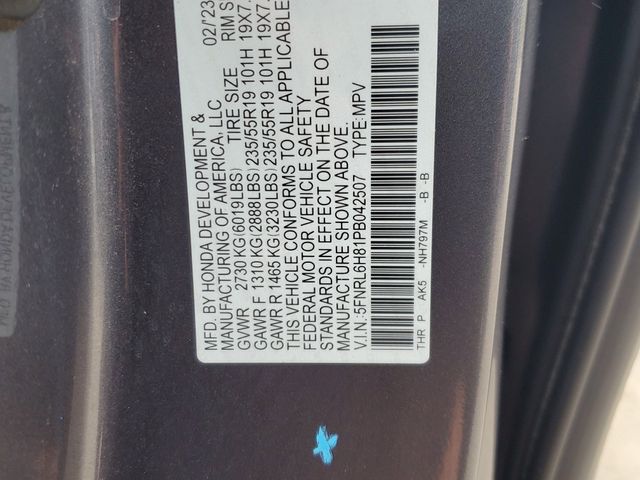 MFD. BY HONDA DEVELOPMENT & 02/23
MANUFACTURING OF AMERICA, LLC
GVWR 2730 KG(6019LBS) TIRE SIZE RIM S
GAWR F 1310 KG(2888LBS) 235/55R19 101H 19X7.
GAWR R 1465 KG(3230LBS) 235/55R19 101H 19X7.
THIS VEHICLE CONFORMS TO ALL APPLICABLE
FEDERAL MOTOR VEHICLE SAFETY
STANDARDS IN EFFECT ON THE DATE OF
MANUFACTURE SHOWN ABOVE.
V.I.N.:5FNRL6H81PB042507 TYPE:MPV
THR P AK5 -NH797M -B -B